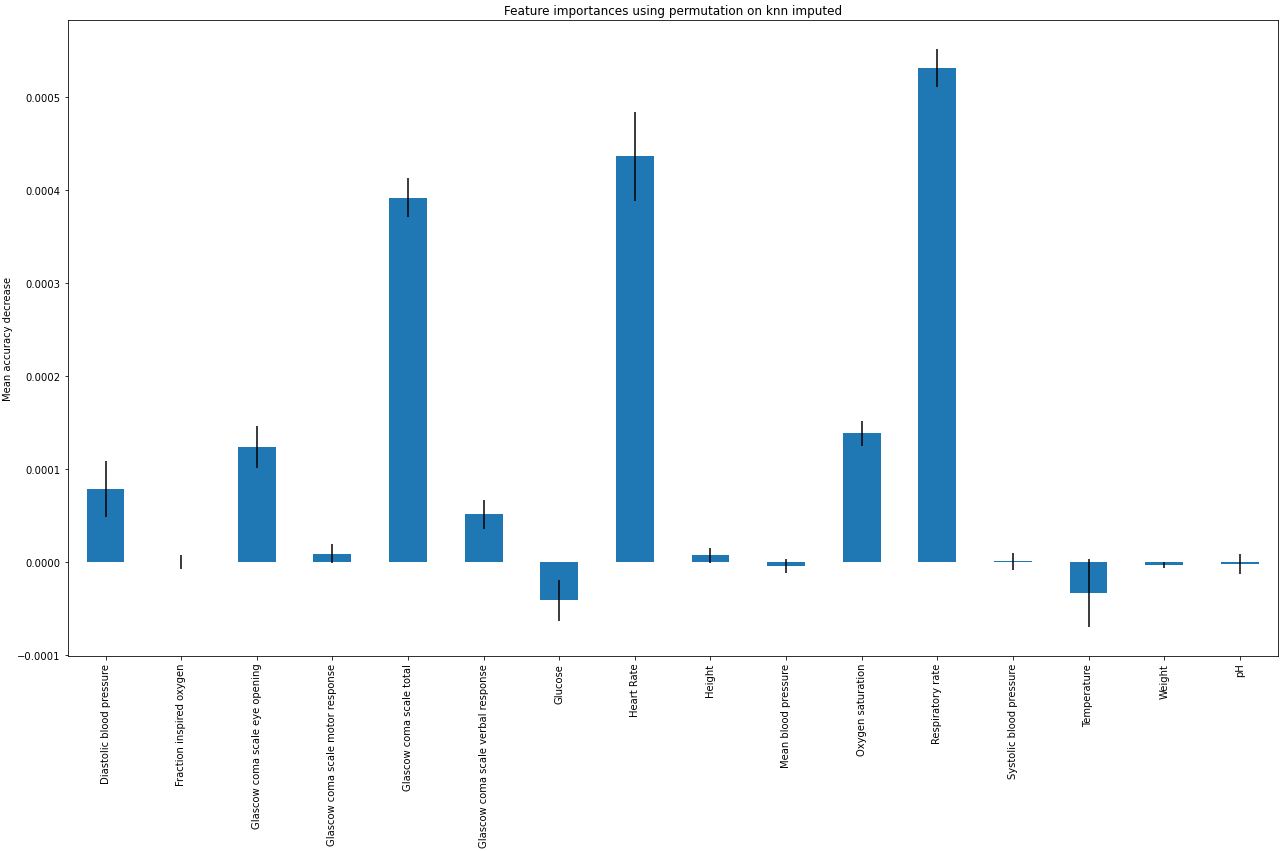 Feature importances using permutation on knn imputed
Mean accuracy decrease
0.0005
0.0004
0.0003
0.0002
0.0001
0.0000
−0.0001
Diastolic blood pressure
Fraction inspired oxygen
Glascow coma scale eye opening
Glascow coma scale motor response
Glascow coma scale total
Glascow coma scale verbal response
Glucose
Heart Rate
Height
Mean blood pressure
Oxygen saturation
Respiratory rate
Systolic blood pressure
Temperature
Weight
pH